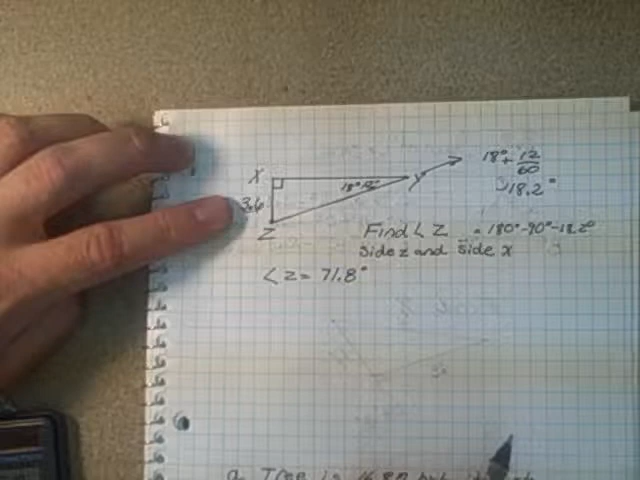 18° + 12/60
X
18°12'
Y
18.2°
3.6
Z
Find ∠ Z = 180° - 90° - 18.2°
side z and side x
∠ Z = 71.8°